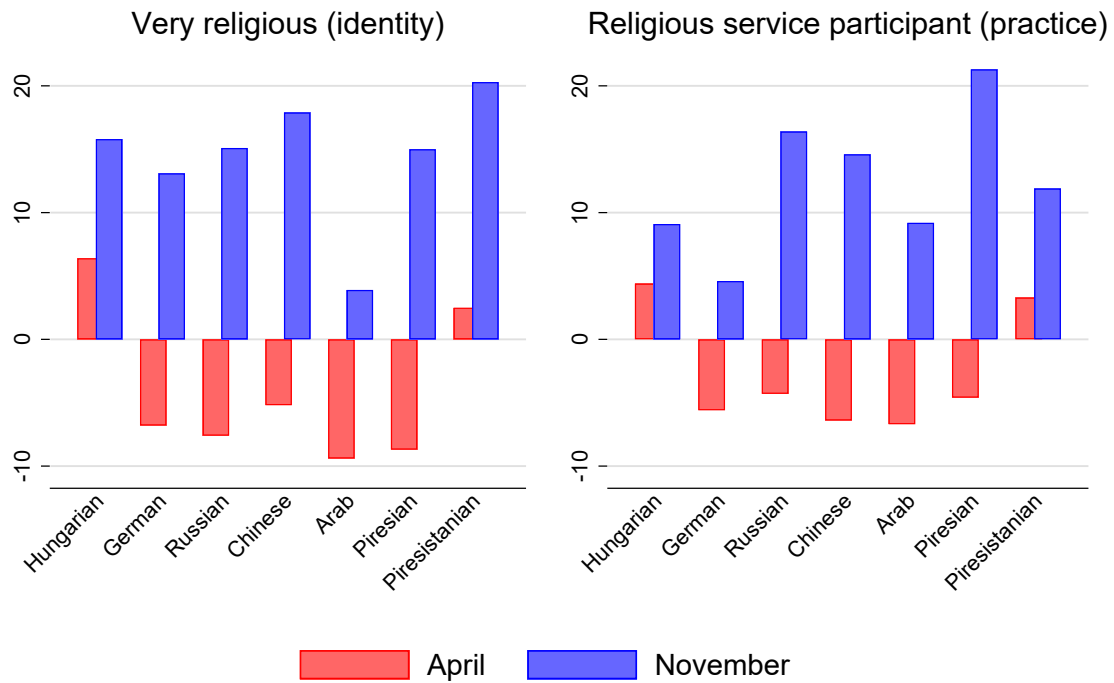 Very religious (identity)
20
10
0
-10
Hungarian
German
Russian
Chinese
Arab
Piresian
Piresistanian
Religious service participant (practice)
20
10
0
-10
Hungarian
German
Russian
Chinese
Arab
Piresian
Piresistanian
April
November